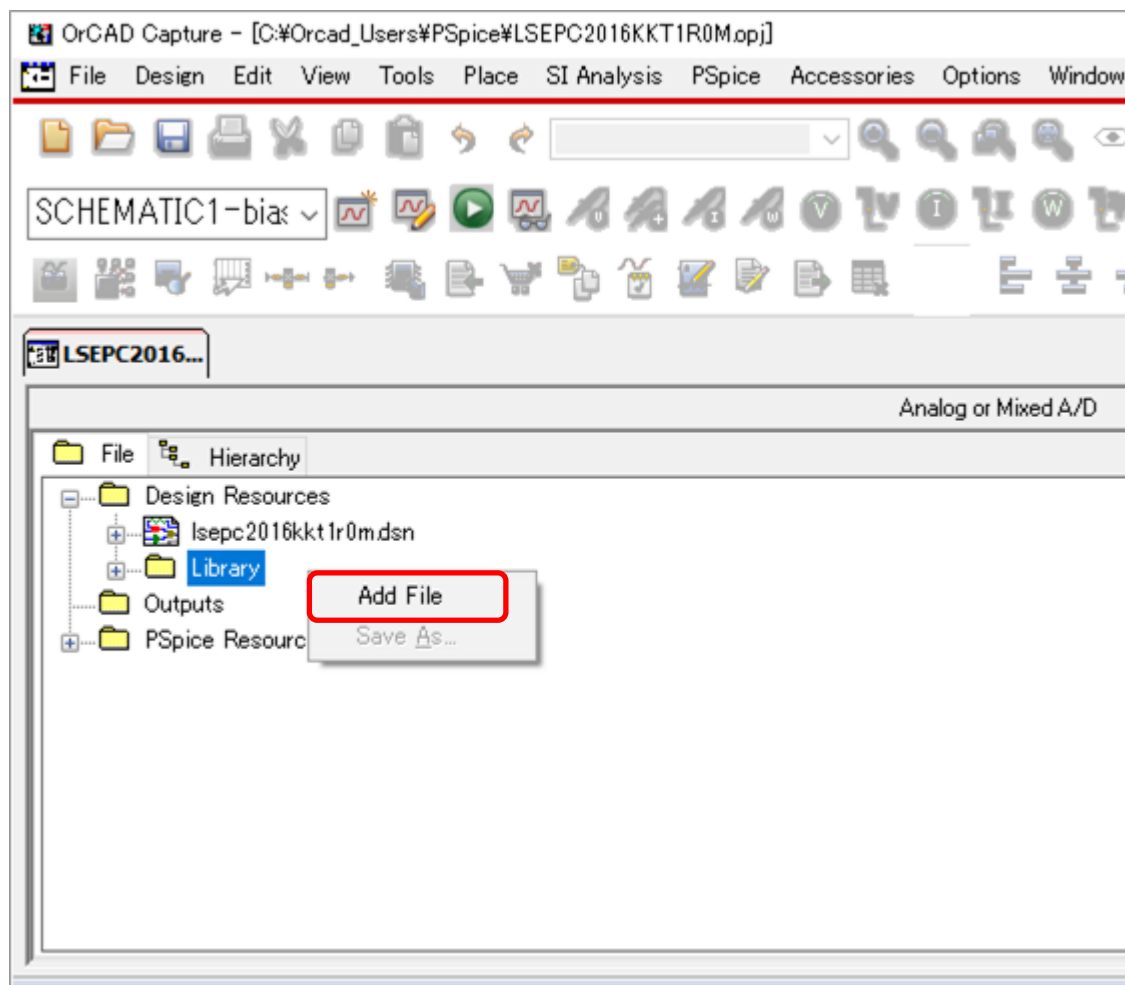 OrCAD Capture - [C:¥Orcad_Users¥PSpice¥LSEPC2016KKT1R0M.opj]
File Design Edit View Tools Place SI Analysis PSpice Accessories Options Window
SCHEMATIC1-bias
LSEPC2016...
Analog or Mixed A/D
File Hierarchy
Design Resources
lsepc2016kkt1r0m.dsn
Library
Add File
Outputs
Save As...
PSpice Resourc